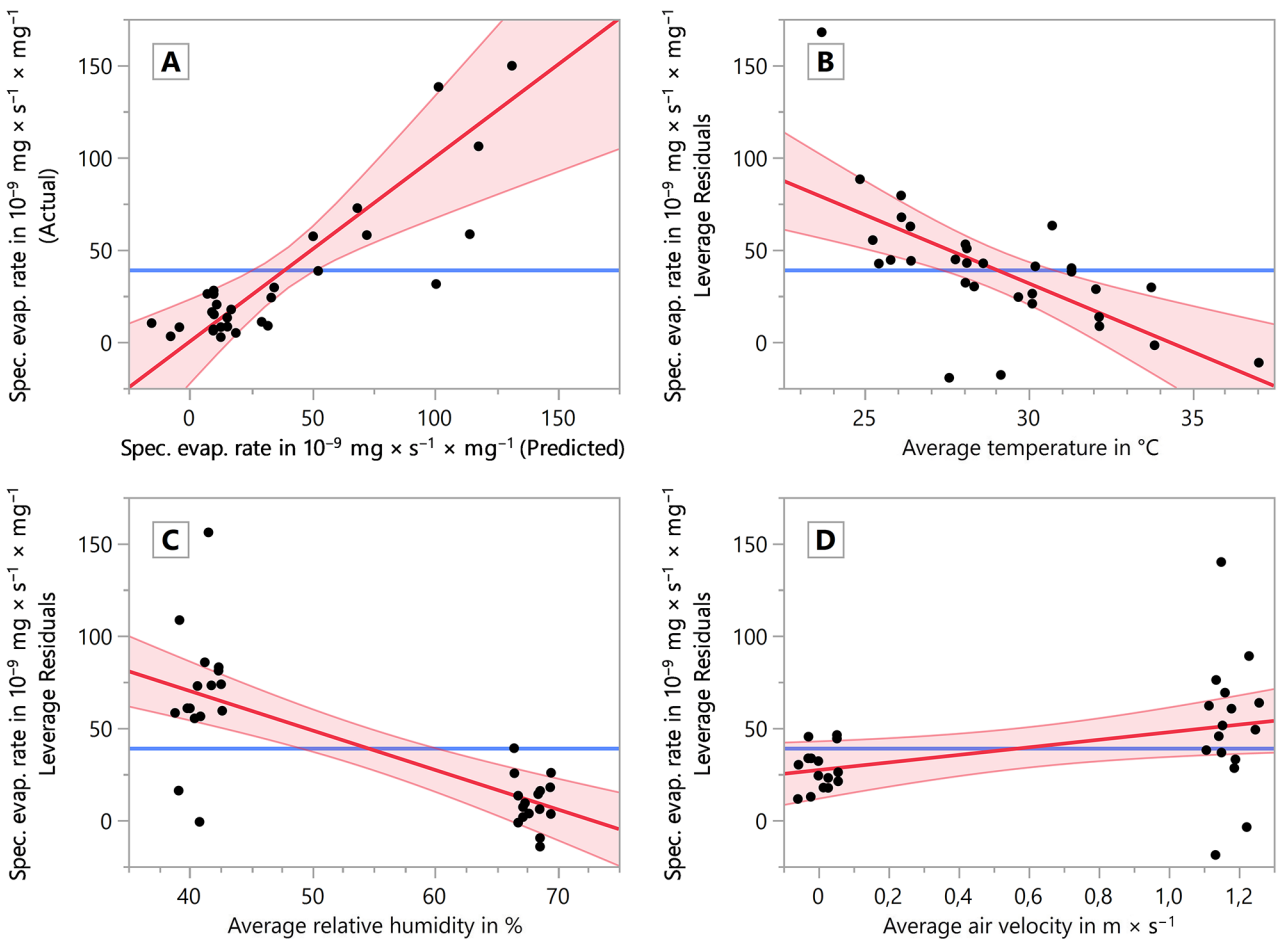 A
Spec. evap. rate in 10⁻⁹ mg × s⁻¹ × mg⁻¹
(Actual)
150
100
50
0
0 50 100 150
Spec. evap. rate in 10⁻⁹ mg × s⁻¹ × mg⁻¹ (Predicted)
B
Spec. evap. rate in 10⁻⁹ mg × s⁻¹ × mg⁻¹
Leverage Residuals
150
100
50
0
25 30 35
Average temperature in °C
C
Spec. evap. rate in 10⁻⁹ mg × s⁻¹ × mg⁻¹
Leverage Residuals
150
100
50
0
40 50 60 70
Average relative humidity in %
D
Spec. evap. rate in 10⁻⁹ mg × s⁻¹ × mg⁻¹
Leverage Residuals
150
100
50
0
0 0,2 0,4 0,6 0,8 1,0 1,2
Average air velocity in m × s⁻¹